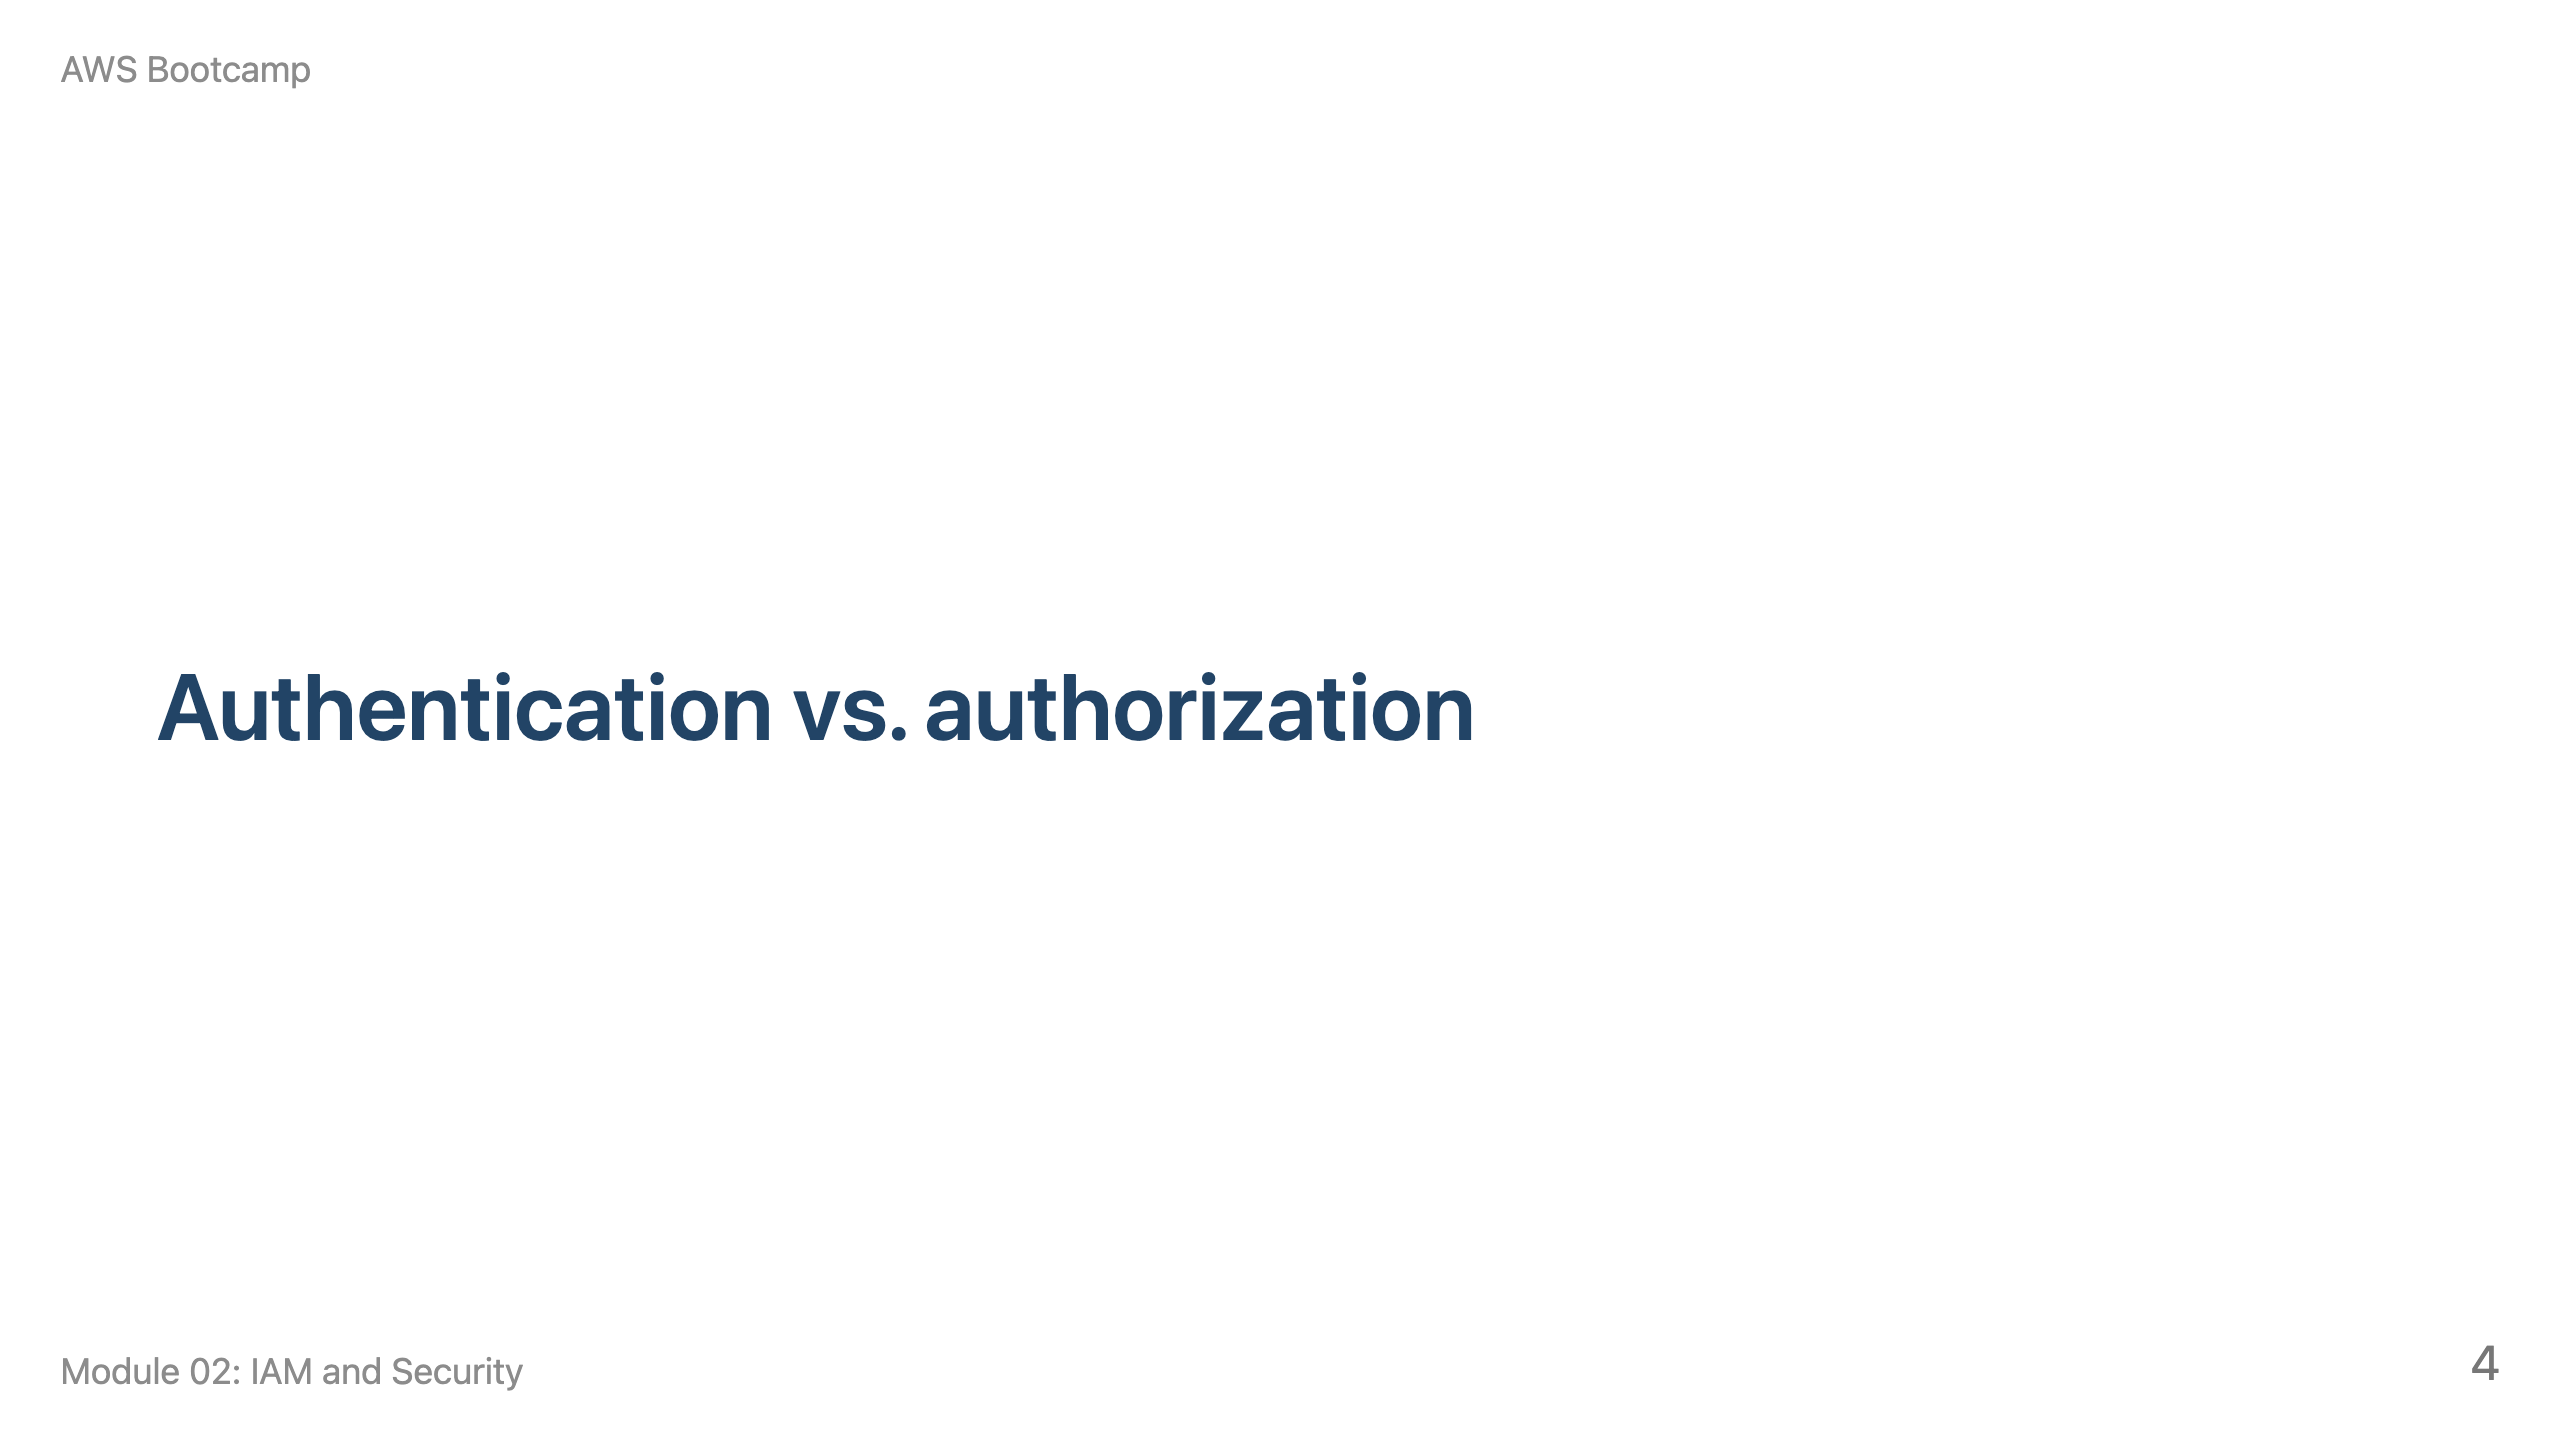 AWS Bootcamp
Authentication vs. authorization
Module 02: IAM and Security
4